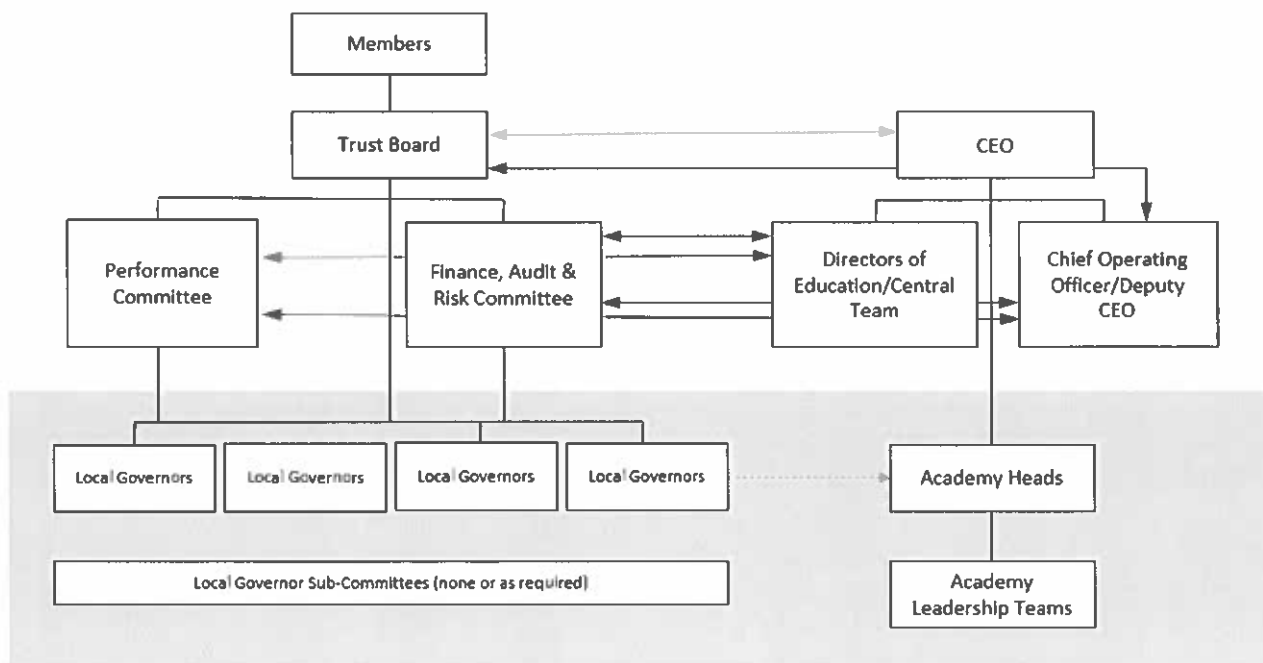 Members
Trust Board
CEO
Performance
Committee
Finance, Audit &
Risk Committee
Directors of
Education/Central
Team
Chief Operating
Officer/Deputy
CEO
Local Governors
Local Governors
Local Governors
Local Governors
Academy Heads
Local Governor Sub-Committees (none or as required)
Academy
Leadership Teams